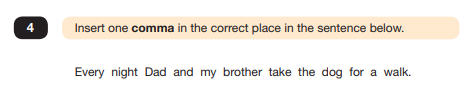 4
Insert one comma in the correct place in the sentence below.
Every night Dad and my brother take the dog for a walk.